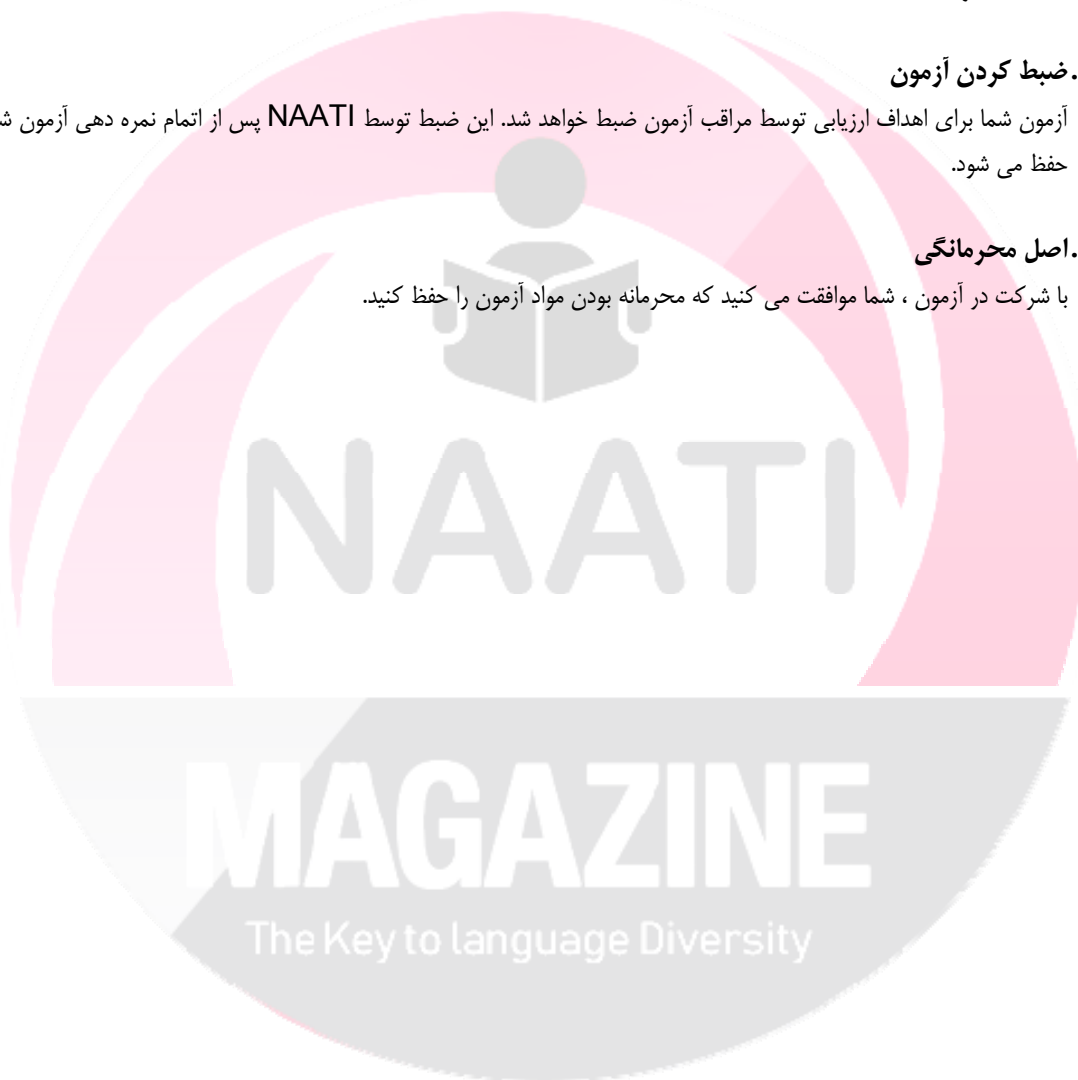 .ضبط کردن آزمون
آزمون شما برای اهداف ارزیابی توسط مراقب آزمون ضبط خواهد شد. این ضبط توسط NAATI پس از اتمام نمره دهی آزمون
حفظ می شود.
.اصل محرمانگی
با شرکت در آزمون ، شما موافقت می کنید که محرمانه بودن مواد آزمون را حفظ کنید.
NAATI
MAGAZINE
The Key to language Diversity